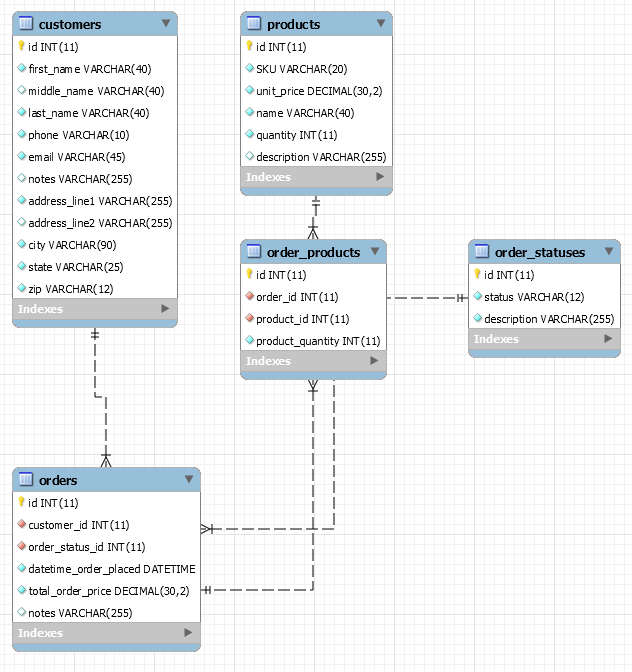 customers
id INT(11)
first_name VARCHAR(40)
middle_name VARCHAR(40)
last_name VARCHAR(40)
phone VARCHAR(10)
email VARCHAR(45)
notes VARCHAR(255)
address_line1 VARCHAR(255)
address_line2 VARCHAR(255)
city VARCHAR(90)
state VARCHAR(25)
zip VARCHAR(12)
Indexes
products
id INT(11)
SKU VARCHAR(20)
unit_price DECIMAL(30,2)
name VARCHAR(40)
quantity INT(11)
description VARCHAR(255)
Indexes
order_products
id INT(11)
order_id INT(11)
product_id INT(11)
product_quantity INT(11)
Indexes
order_statuses
id INT(11)
status VARCHAR(12)
description VARCHAR(255)
Indexes
orders
id INT(11)
customer_id INT(11)
order_status_id INT(11)
datetime_order_placed DATETIME
total_order_price DECIMAL(30,2)
notes VARCHAR(255)
Indexes